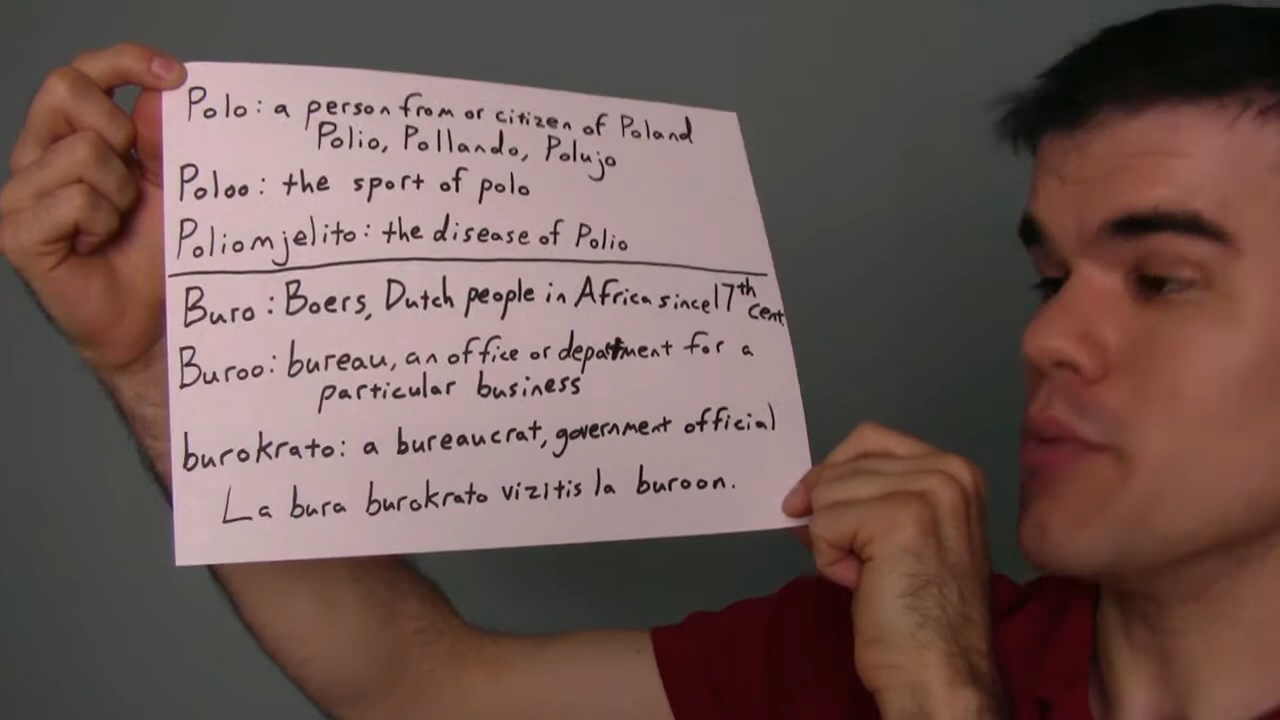 Polo: a person from or citizen of Poland
Polio, Pollando, Polujo
Poloo: the sport of polo
Poliomjelito: the disease of Polio
Buro: Boers, Dutch people in Africa since 17th cent.
Buroo: bureau, an office or department for a
particular business
burokrato: a bureaucrat, government official
La bura burokrato vizitis la buroon.